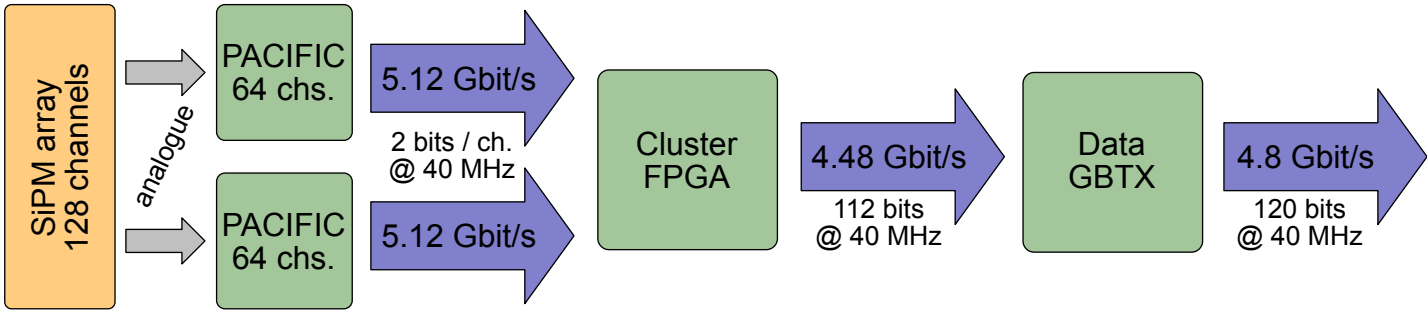 SiPM array
128 channels
analogue
PACIFIC
64 chs.
PACIFIC
64 chs.
5.12 Gbit/s
2 bits / ch.
@ 40 MHz
5.12 Gbit/s
Cluster
FPGA
4.48 Gbit/s
112 bits
@ 40 MHz
Data
GBTX
4.8 Gbit/s
120 bits
@ 40 MHz